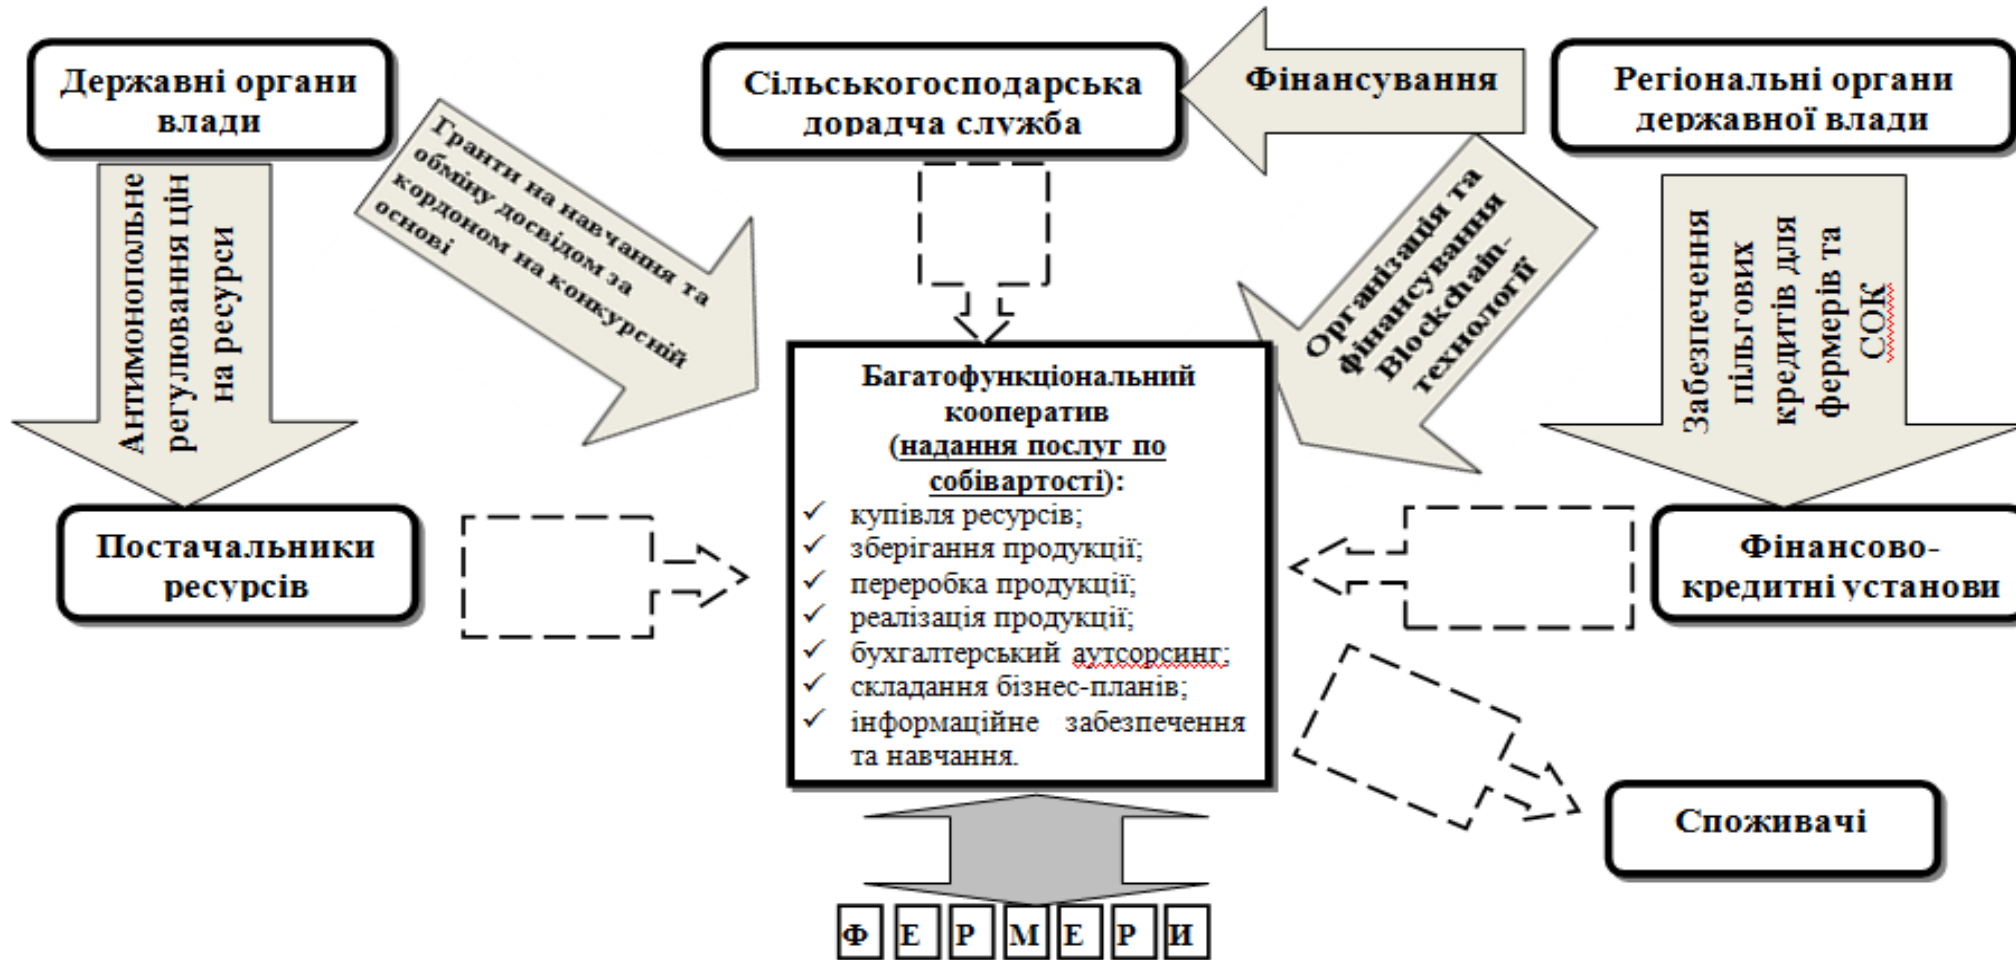 Державні органи
влади
Сільськогосподарська
дорадча служба
Фінансування
Регіональні органи
державної влади
Антимонопольне
регулювання цін
на ресурси
Гранти на навчання та
обміну досвідом за
кордоном на конкурсній
основі
Організація та
фінансування
Blockchain-
технології
Забезпечення
пільгових
кредитів для
фермерів та
СОК
Багатофункціональний
кооператив
(надання послуг по
собівартості):
✓ купівля ресурсів;
✓ зберігання продукції;
✓ переробка продукції;
✓ реалізація продукції;
✓ бухгалтерський аутсорсинг;
✓ складання бізнес-планів;
✓ інформаційне забезпечення
та навчання.
Постачальники
ресурсів
Фінансово-
кредитні установи
Споживачі
Ф Е Р М Е Р И